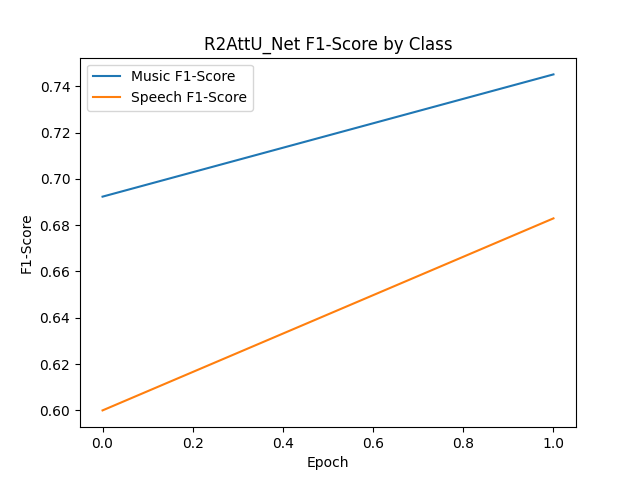 R2AttU_Net F1-Score by Class
Music F1-Score
Speech F1-Score
F1-Score
0.74
0.72
0.70
0.68
0.66
0.64
0.62
0.60
0.0 0.2 0.4 0.6 0.8 1.0
Epoch